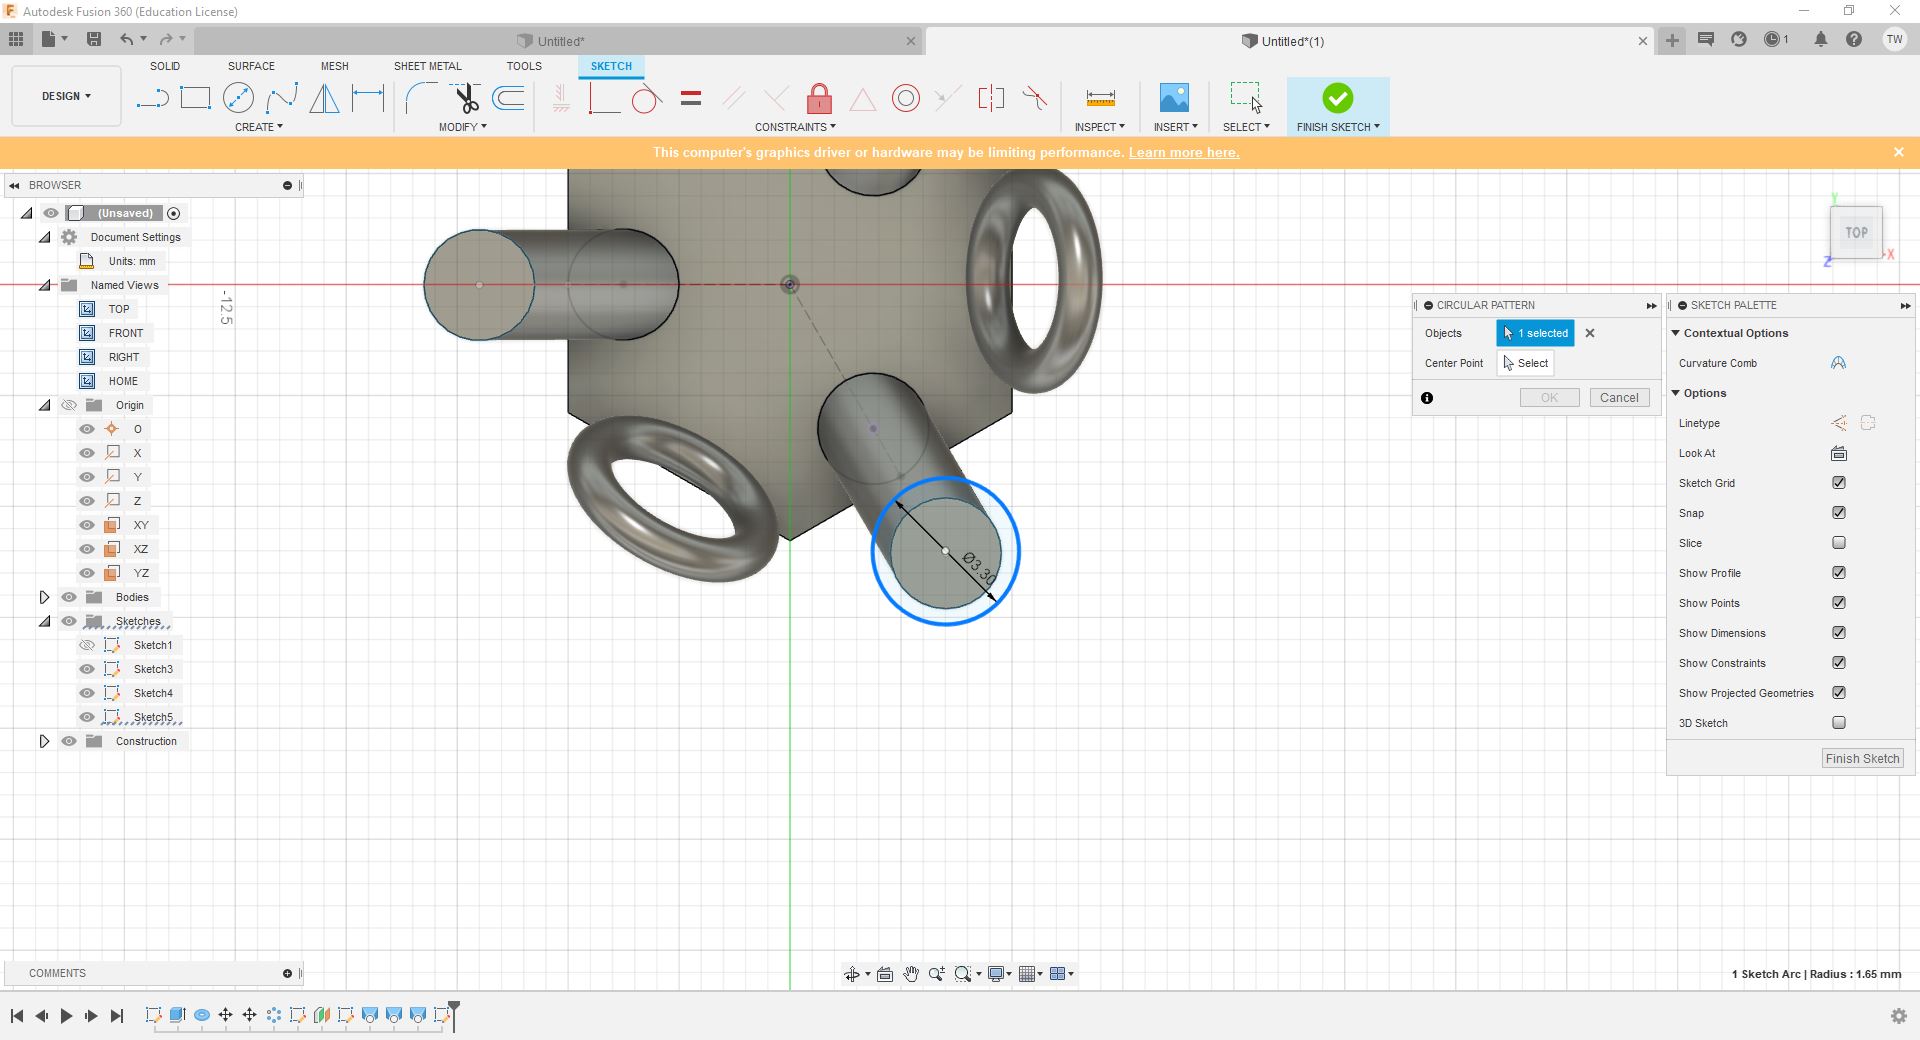 Autodesk Fusion 360 (Education License)
Untitled*
Untitled*(1)
1
TW
DESIGN
SOLID SURFACE MESH SHEET METAL TOOLS SKETCH
CREATE MODIFY CONSTRAINTS INSPECT INSERT SELECT FINISH SKETCH
This computer's graphics driver or hardware may be limiting performance. Learn more here.
BROWSER
(Unsaved)
Document Settings
Units: mm
Named Views
TOP
FRONT
RIGHT
HOME
Origin
O
X
Y
Z
XY
XZ
YZ
Bodies
Sketches
Sketch1
Sketch3
Sketch4
Sketch5
Construction
-12.5
Ø3.30
Y
TOP
X
Z
CIRCULAR PATTERN
Objects 1 selected
Center Point Select
OK Cancel
SKETCH PALETTE
Contextual Options
Curvature Comb
Options
Linetype
Look At
Sketch Grid
Snap
Slice
Show Profile
Show Points
Show Dimensions
Show Constraints
Show Projected Geometries
3D Sketch
Finish Sketch
COMMENTS
1 Sketch Arc | Radius : 1.65 mm